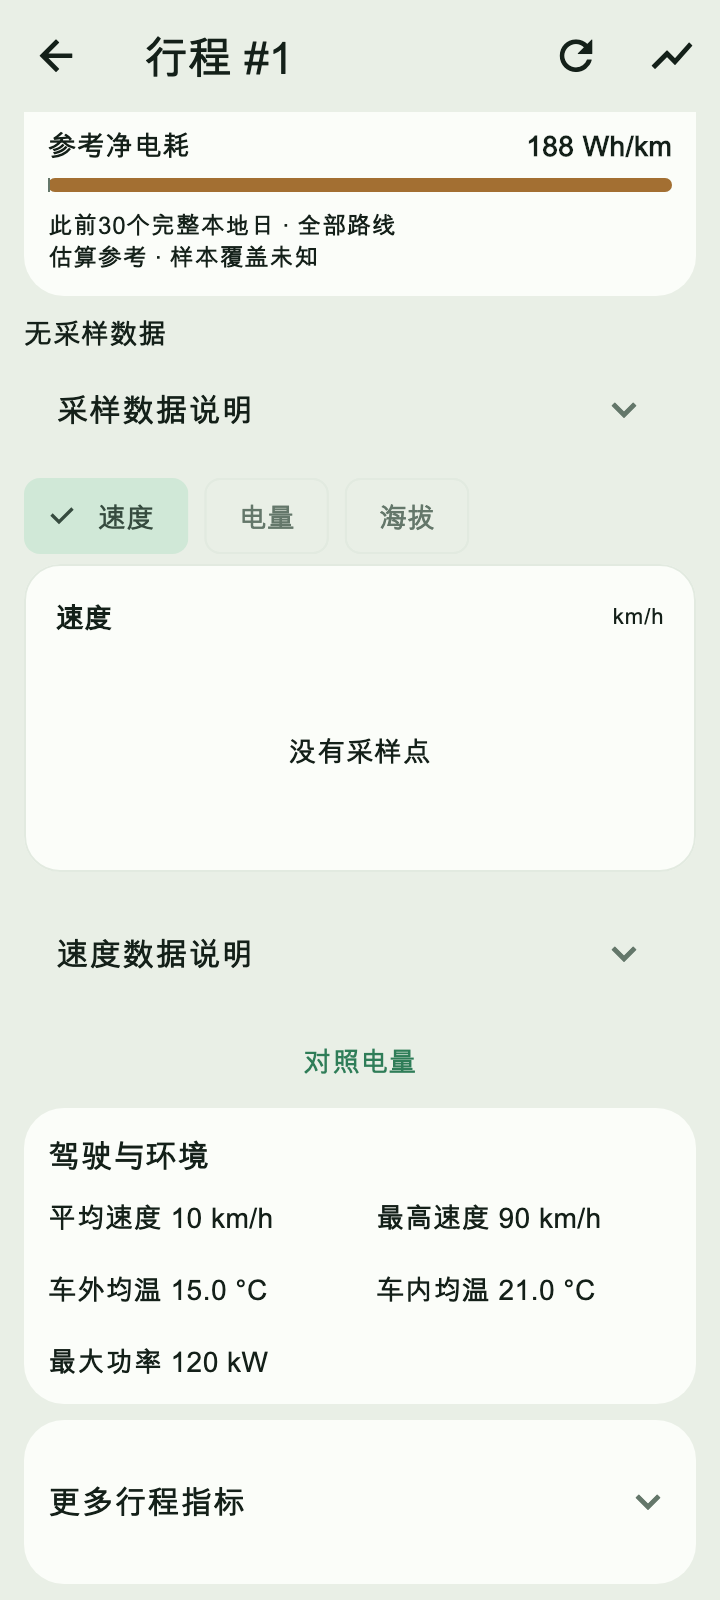 行程 #1
参考净电耗 188 Wh/km
此前30个完整本地日 · 全部路线
估算参考 · 样本覆盖未知
无采样数据
采样数据说明
速度 电量 海拔
速度 km/h
没有采样点
速度数据说明
对照电量
驾驶与环境
平均速度 10 km/h 最高速度 90 km/h
车外均温 15.0 °C 车内均温 21.0 °C
最大功率 120 kW
更多行程指标